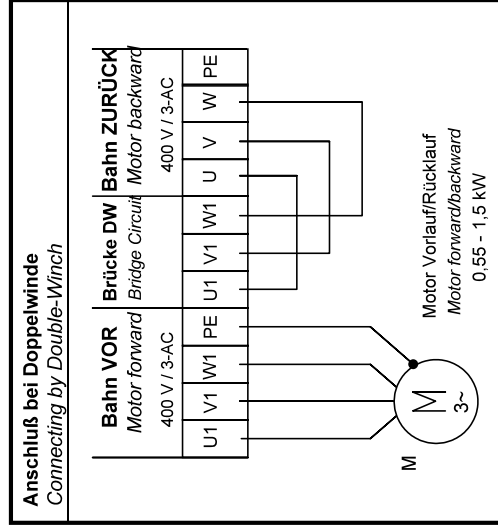 Anschluß bei Doppelwinde
Connecting by Double-Winch
Bahn VOR
Motor forward
400 V / 3-AC
Brücke DW
Bridge Circuit
Bahn ZURÜCK
Motor backward
400 V / 3-AC
U1 V1 W1 PE U1 V1 W1 U V W PE
M
M
3~
Motor Vorlauf/Rücklauf
Motor forward/backward
0,55 - 1,5 kW